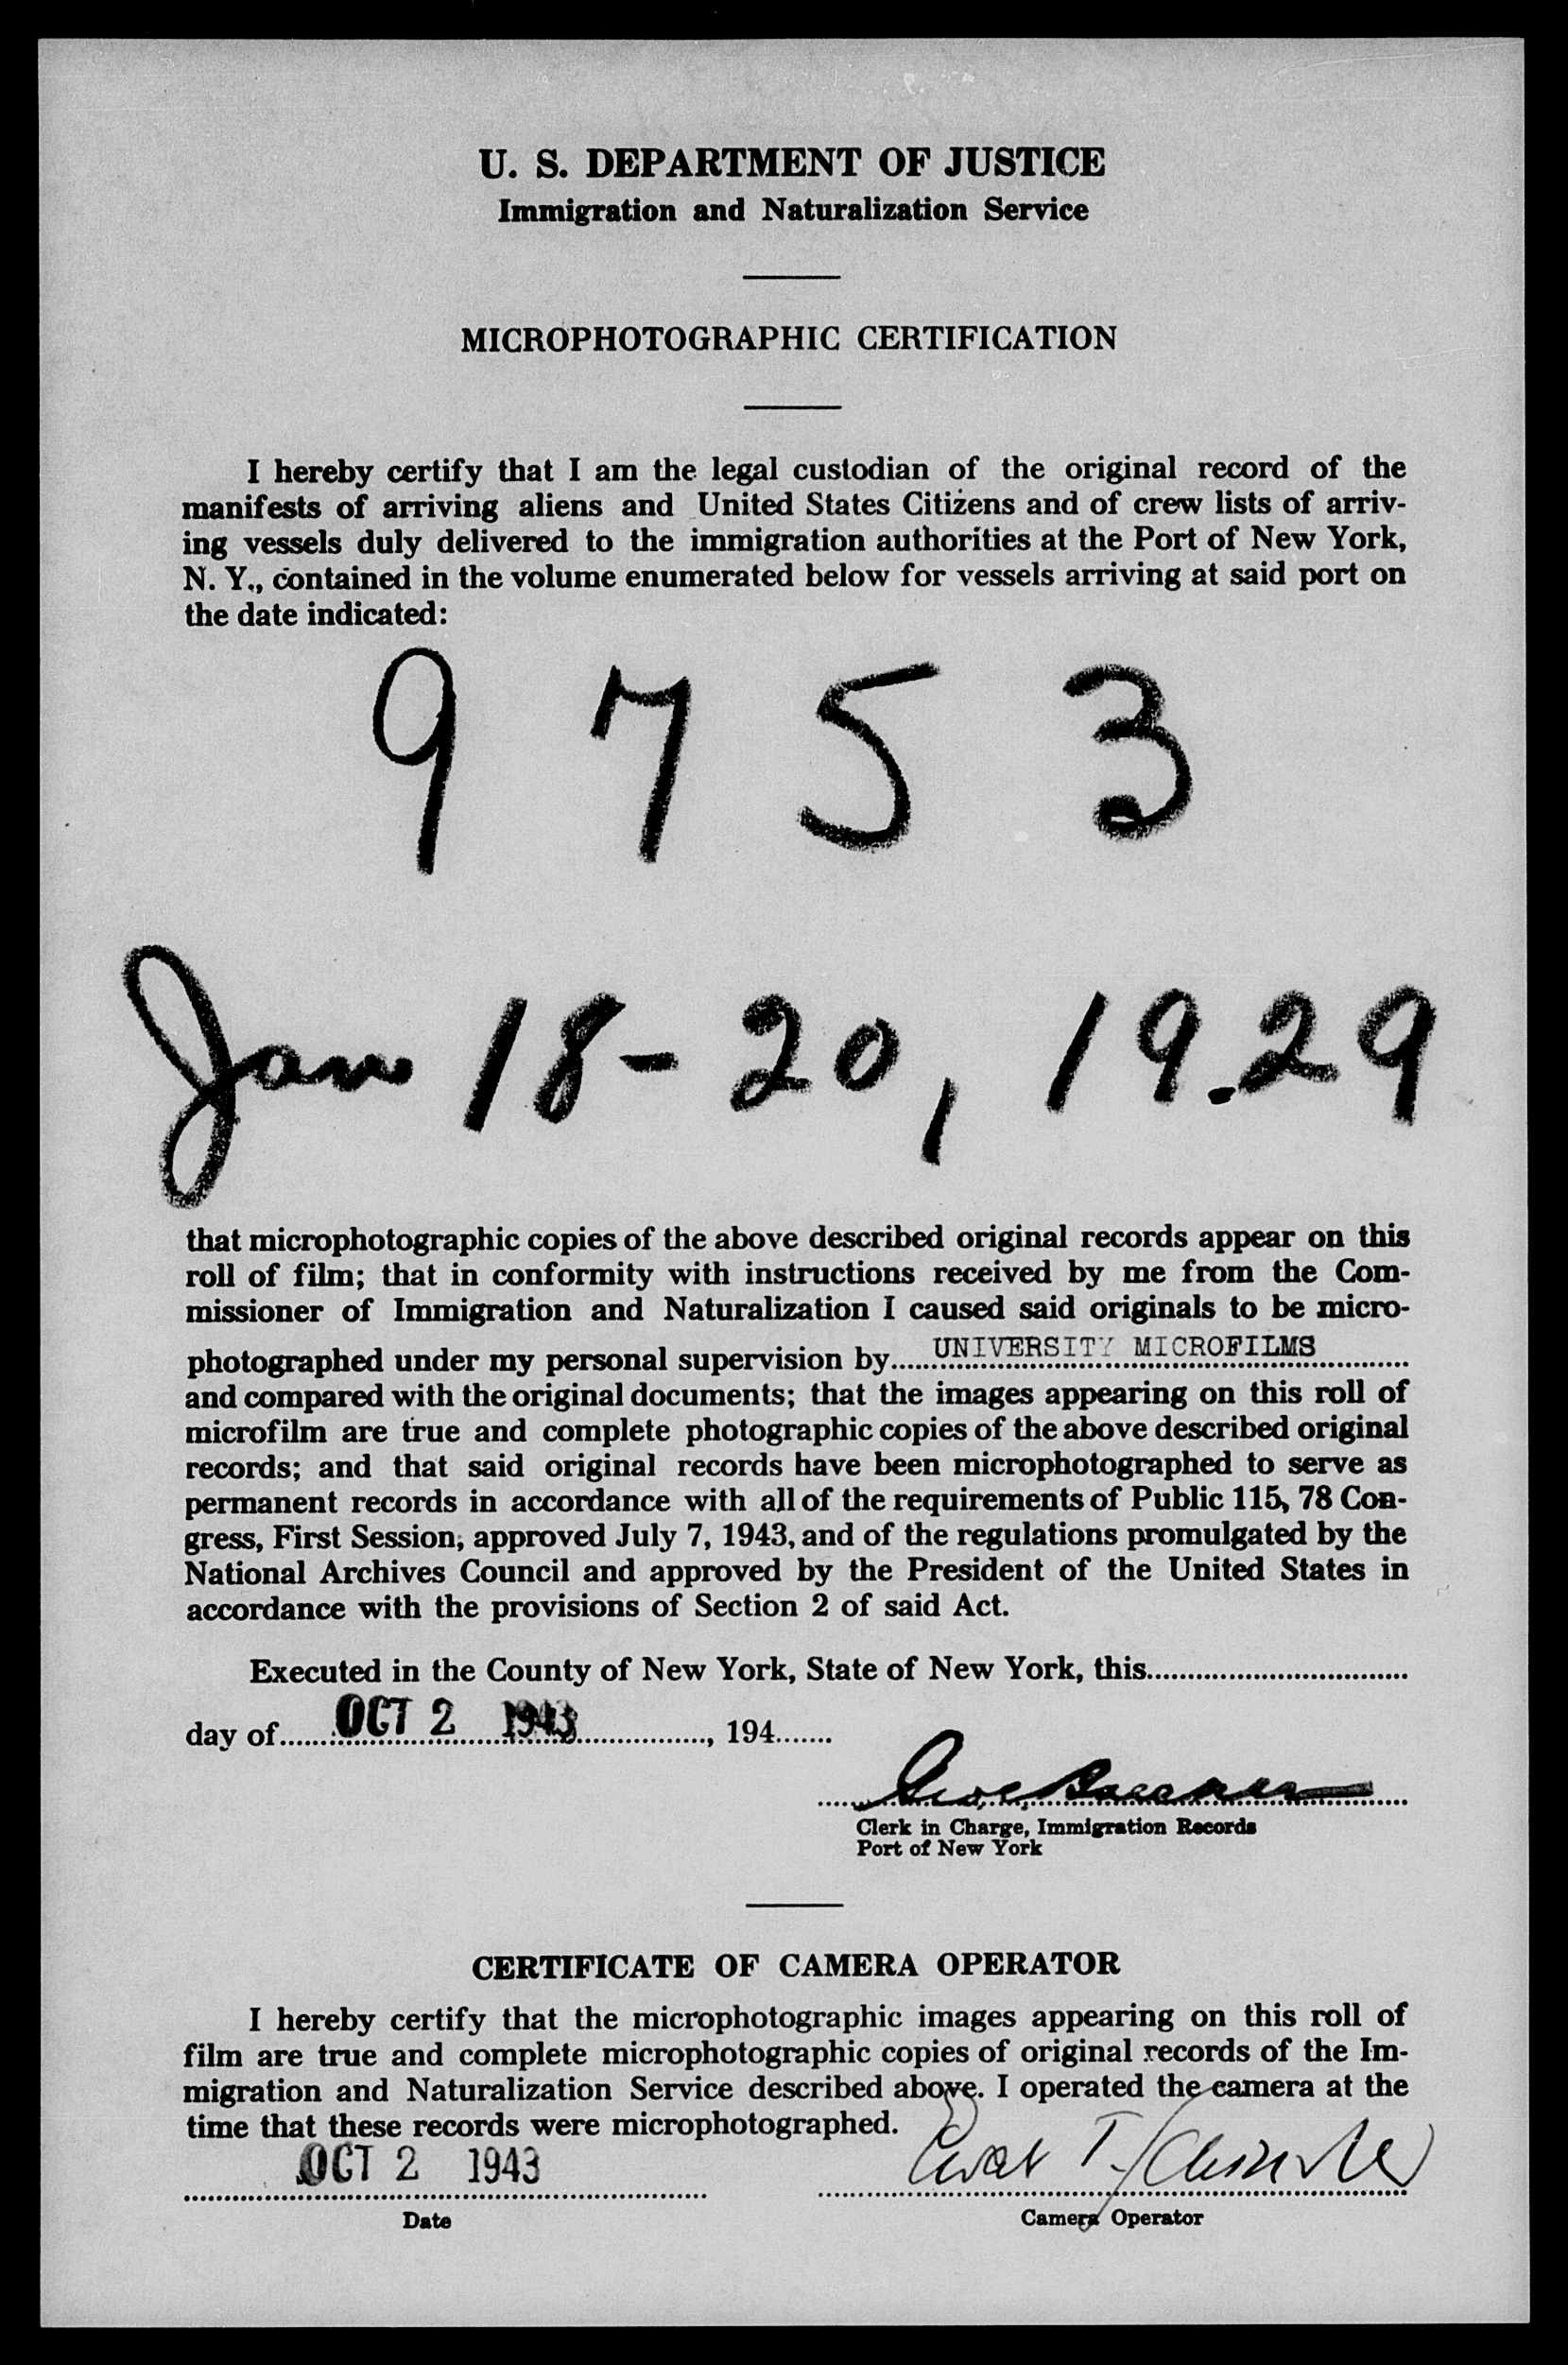 U. S. DEPARTMENT OF JUSTICE
Immigration and Naturalization Service
MICROPHOTOGRAPHIC CERTIFICATION
I hereby certify that I am the legal custodian of the original record of the
manifests of arriving aliens and United States Citizens and of crew lists of arriv-
ing vessels duly delivered to the immigration authorities at the Port of New York,
N. Y., contained in the volume enumerated below for vessels arriving at said port on
the date indicated:
9 7 5 3
Jan 18-20, 1929
that microphotographic copies of the above described original records appear on this
roll of film; that in conformity with instructions received by me from the Com-
missioner of Immigration and Naturalization I caused said originals to be micro-
photographed under my personal supervision by UNIVERSITY MICROFILMS
and compared with the original documents; that the images appearing on this roll of
microfilm are true and complete photographic copies of the above described original
records; and that said original records have been microphotographed to serve as
permanent records in accordance with all of the requirements of Public 115, 78 Con-
gress, First Session, approved July 7, 1943, and of the regulations promulgated by the
National Archives Council and approved by the President of the United States in
accordance with the provisions of Section 2 of said Act.
Executed in the County of New York, State of New York, this
day of OCT 2 1943, 194
Clerk in Charge, Immigration Records
Port of New York
CERTIFICATE OF CAMERA OPERATOR
I hereby certify that the microphotographic images appearing on this roll of
film are true and complete microphotographic copies of original records of the Im-
migration and Naturalization Service described above. I operated the camera at the
time that these records were microphotographed.
OCT 2 1943
Date
Camera Operator